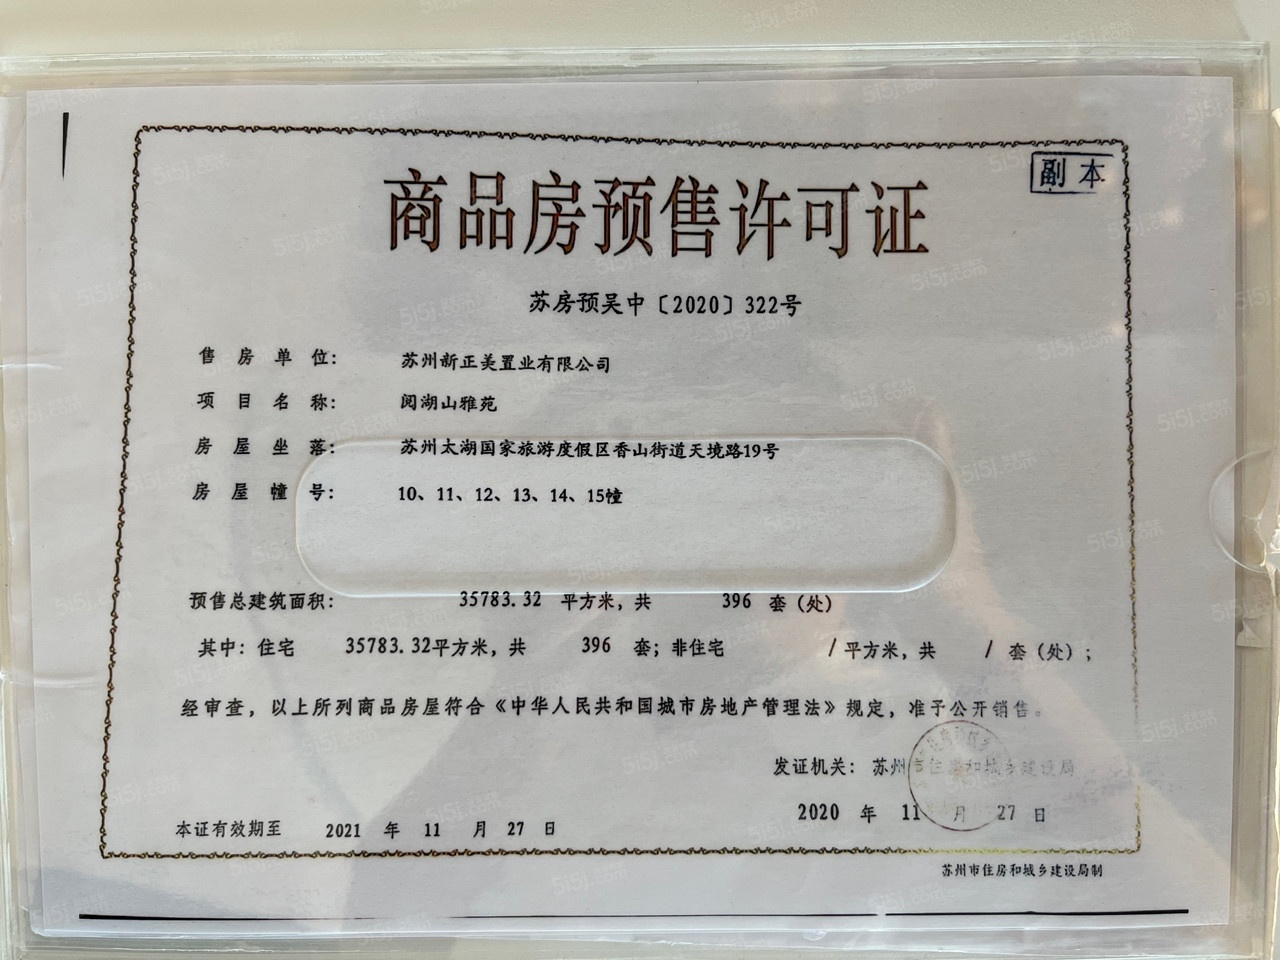 副本
商品房预售许可证
苏房预吴中〔2020〕322号
售房单位: 苏州新正美置业有限公司
项目名称: 阅湖山雅苑
房屋坐落: 苏州太湖国家旅游度假区香山街道天境路19号
房屋幢号: 10、11、12、13、14、15幢
预售总建筑面积: 35783.32 平方米，共 396 套（处）
其中: 住宅 35783.32平方米，共 396 套；非住宅 / 平方米，共 / 套（处）；
经审查，以上所列商品房屋符合《中华人民共和国城市房地产管理法》规定，准予公开销售。
发证机关: 苏州市住房和城乡建设局
2020 年 11 月 27 日
本证有效期至 2021 年 11 月 27 日
苏州市住房和城乡建设局制